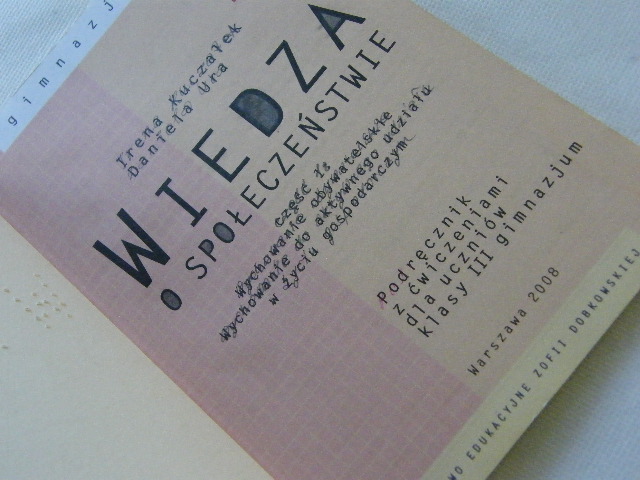 gimnazj
Irena Kuczałek
Daniela Ura
WIEDZA
O SPOŁECZEŃSTWIE
część 1:
Wychowanie obywatelskie
Wychowanie do aktywnego udziału
w życiu gospodarczym
Podręcznik
z ćwiczeniami
dla uczniów
klasy III gimnazjum
Warszawa 2008
WO EDUKACYJNE ZOFII DOBKOWSKIEJ